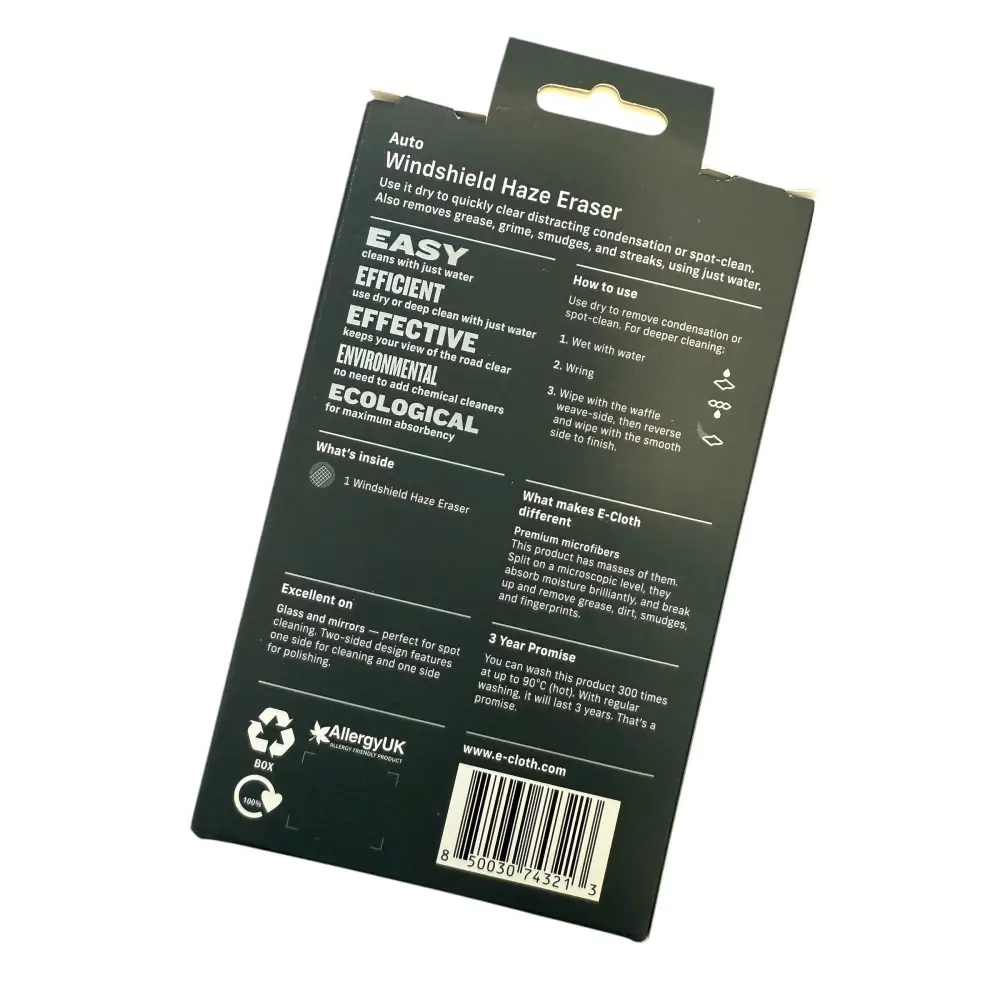 Auto
Windshield Haze Eraser
Use it dry to quickly clear distracting condensation or spot-clean.
Also removes grease, grime, smudges, and streaks, using just water.
EASY
cleans with just water
EFFICIENT
use dry or deep clean with just water
EFFECTIVE
keeps your view of the road clear
ENVIRONMENTAL
no need to add chemical cleaners
ECOLOGICAL
for maximum absorbency
What's inside
1 Windshield Haze Eraser
Excellent on
Glass and mirrors — perfect for spot
cleaning. Two-sided design features
one side for cleaning and one side
for polishing.
BOX
100%
AllergyUK
ALLERGY FRIENDLY PRODUCT
How to use
Use dry to remove condensation or
spot-clean. For deeper cleaning:
1. Wet with water
2. Wring
3. Wipe with the waffle
weave-side, then reverse
and wipe with the smooth
side to finish.
What makes E-Cloth
different
Premium microfibers
This product has masses of them.
Split on a microscopic level, they
absorb moisture brilliantly, and break
up and remove grease, dirt, smudges,
and fingerprints.
3 Year Promise
You can wash this product 300 times
at up to 90°C (hot). With regular
washing, it will last 3 years. That's a
promise.
www.e-cloth.com
8 50030 74321 3